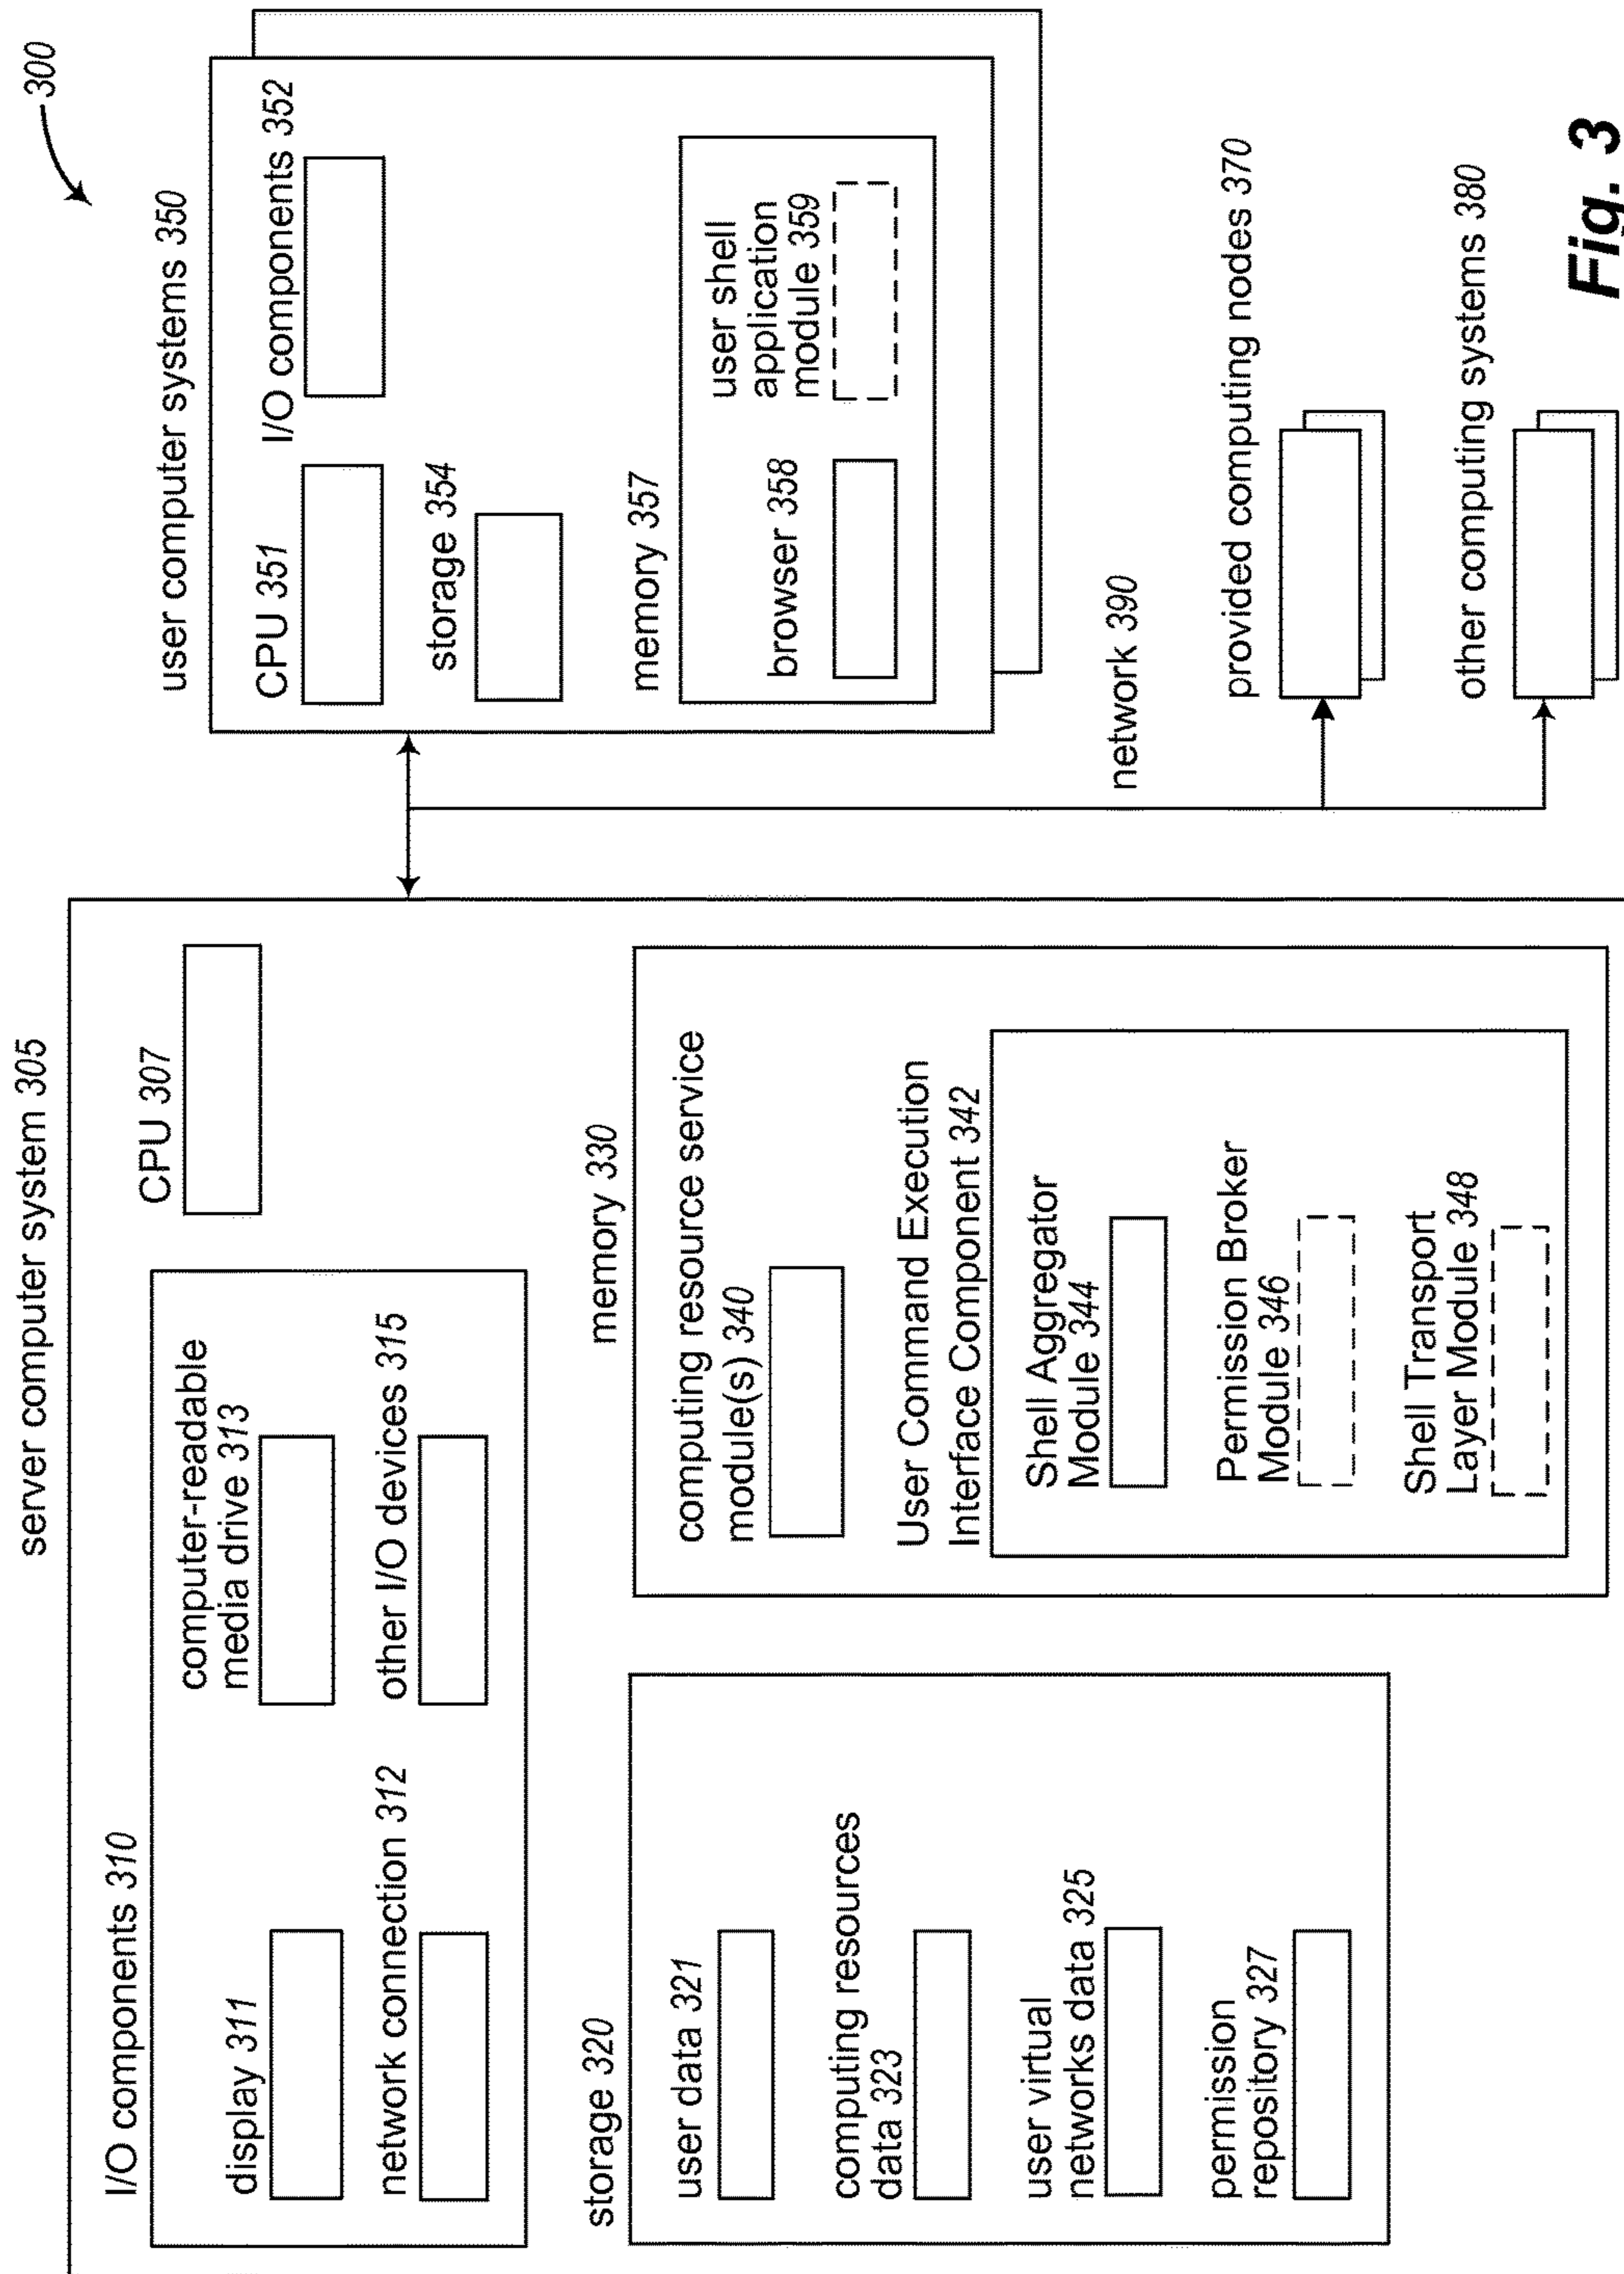 300
server computer system 305
I/O components 310
display 311
network connection 312
computer-readable
media drive 313
other I/O devices 315
CPU 307
storage 320
user data 321
computing resources
data 323
user virtual
networks data 325
permission
repository 327
memory 330
computing resource service
module(s) 340
User Command and Execution
Interface Component 342
Shell Aggregator
Module 344
Permission Broker
Module 346
Shell Transport
Layer Module 348
user computer systems 350
CPU 351
I/O components 352
storage 354
memory 357
browser 358
user shell
application
module 359
network 390
provided computing nodes 370
other computing systems 380
Fig. 3